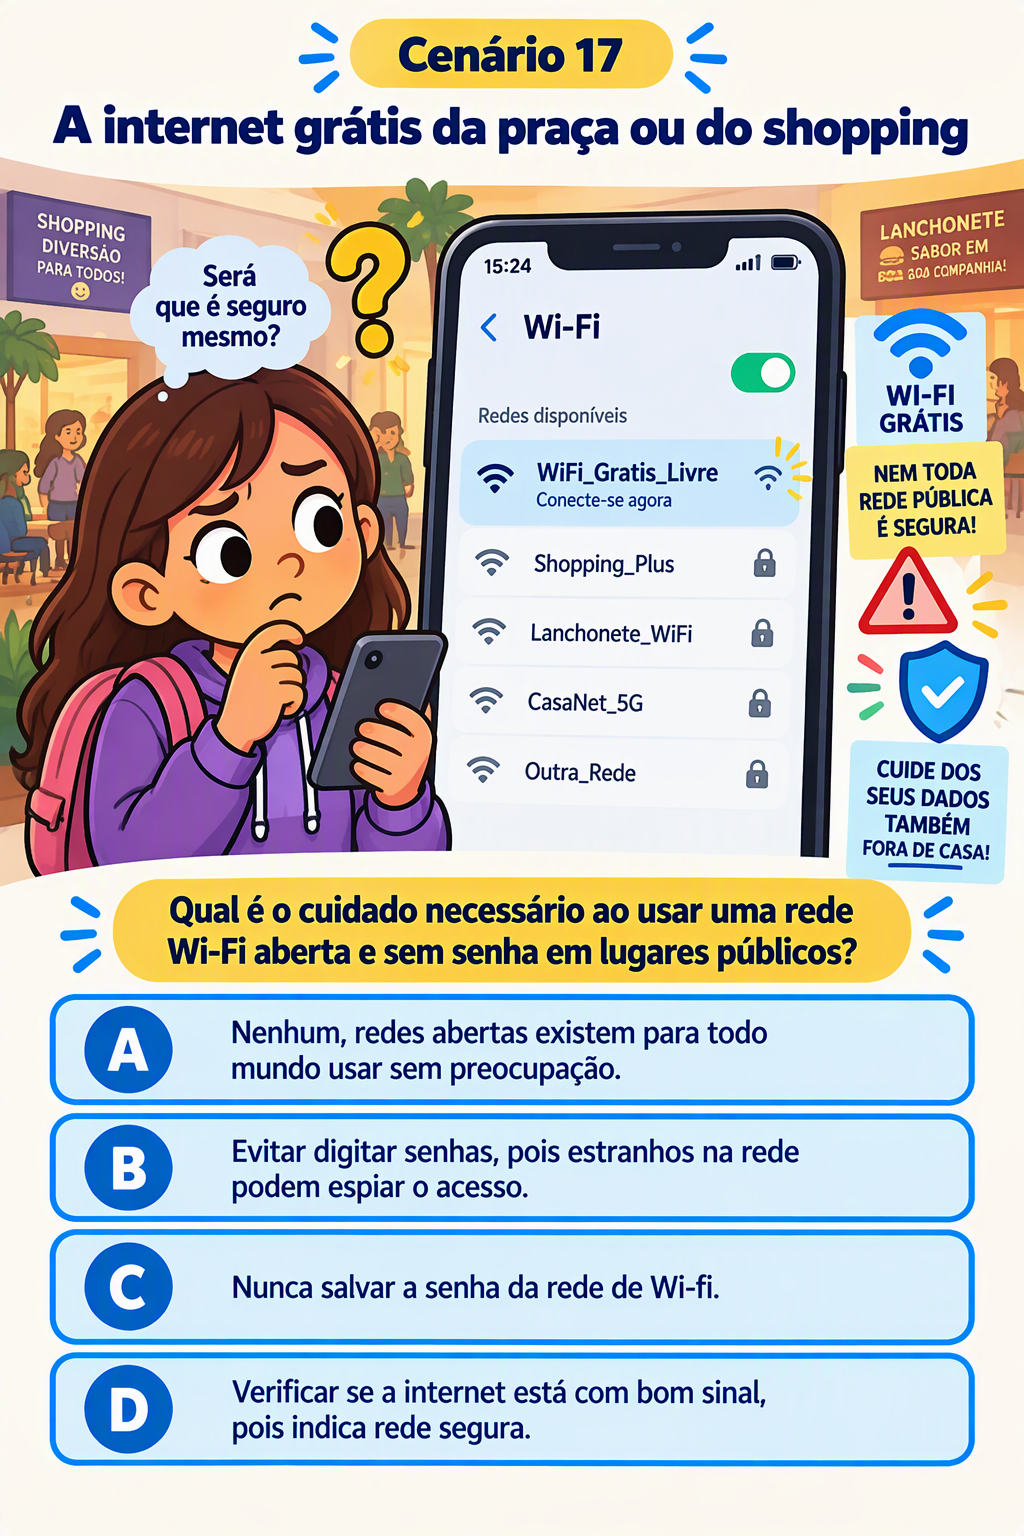 Cenário 17
A internet grátis da praça ou do shopping
SHOPPING
DIVERSÃO
PARA TODOS!
Será
que é seguro
mesmo?
15:24
Wi-Fi
Redes disponíveis
WiFi_Gratis_Livre
Conecte-se agora
Shopping_Plus
Lanchonete_WiFi
CasaNet_5G
Outra_Rede
LANCHONETE
SABOR EM
COMPANHIA!
WI-FI
GRÁTIS
NEM TODA
REDE PÚBLICA
É SEGURA!
CUIDE DOS
SEUS DADOS
TAMBÉM
FORA DE CASA!
Qual é o cuidado necessário ao usar uma rede
Wi-Fi aberta e sem senha em lugares públicos?
A
Nenhum, redes abertas existem para todo
mundo usar sem preocupação.
B
Evitar digitar senhas, pois estranhos na rede
podem espiar o acesso.
C
Nunca salvar a senha da rede de Wi-fi.
D
Verificar se a internet está com bom sinal,
pois indica rede segura.